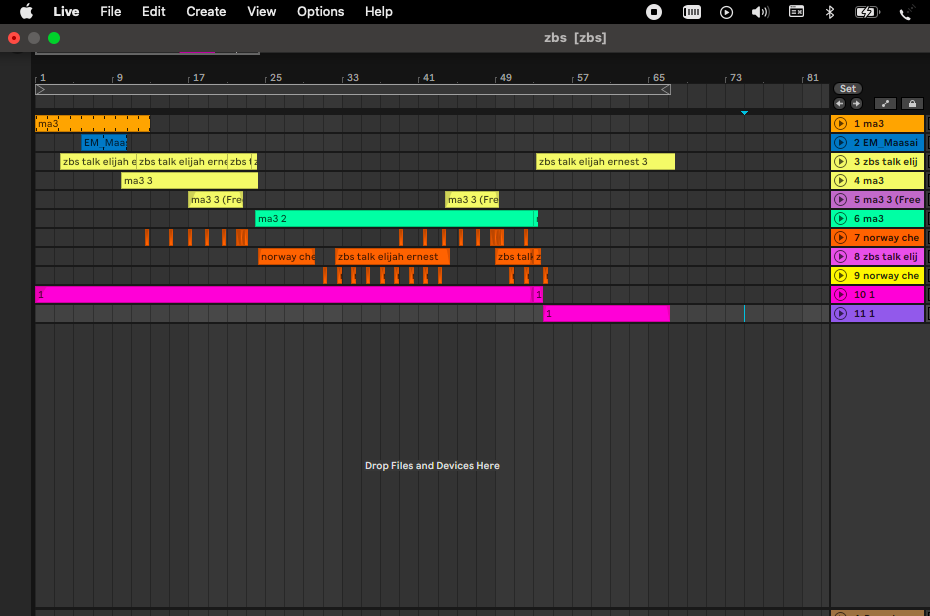 Live File Edit Create View Options Help
zbs [zbs]
1 9 17 25 33 41 49 57 65 73 81
Set
ma3
1 ma3
EM_Maasai
2 EM_Maasai
zbs talk elijah e zbs talk elijah erne zbs t z zbs talk elijah ernest 3
3 zbs talk elij
ma3 3
4 ma3
ma3 3 (Free ma3 3 (Free
5 ma3 3 (Free
ma3 2
6 ma3
7 norway che
norway che zbs talk elijah ernest zbs talk z
8 zbs talk elij
9 norway che
1 1
10 1
1
11 1
Drop Files and Devices Here